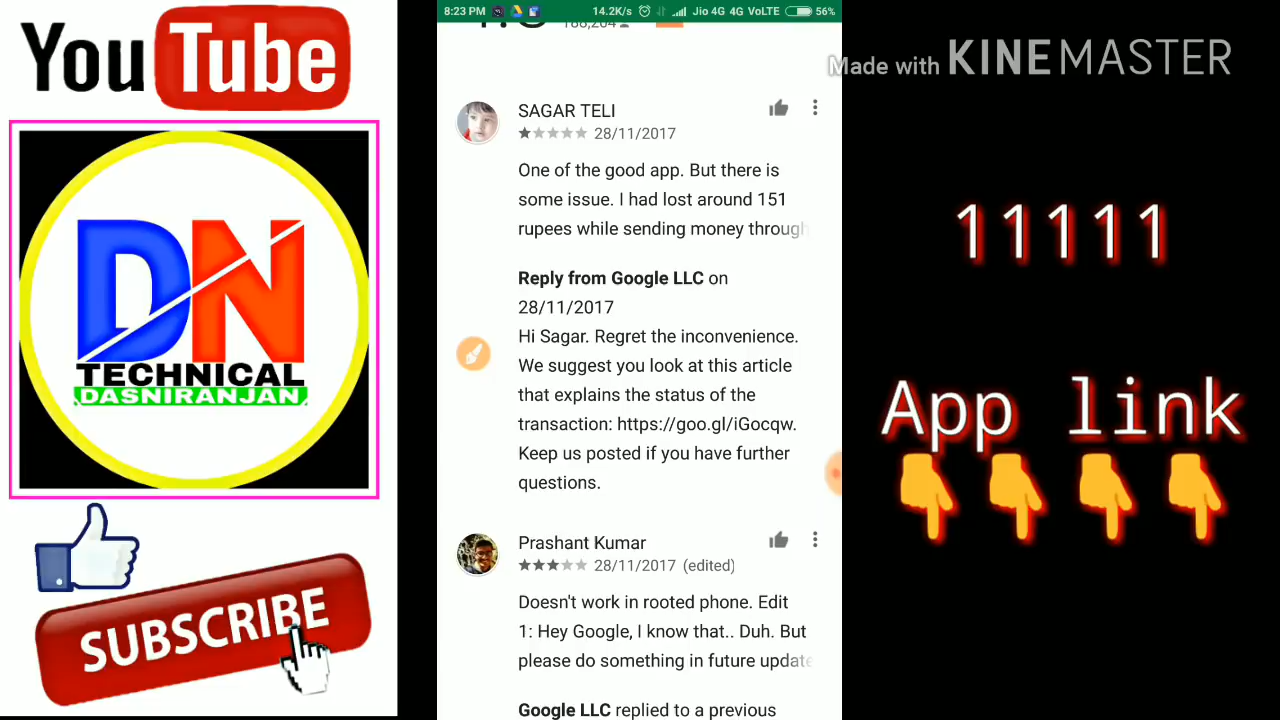 YouTube
DN
TECHNICAL
DASNIRANJAN
SUBSCRIBE
8:23 PM
14.2K/s
Jio 4G 4G VoLTE
56%
188,204
SAGAR TELI
28/11/2017
One of the good app. But there is
some issue. I had lost around 151
rupees while sending money through
Reply from Google LLC on
28/11/2017
Hi Sagar. Regret the inconvenience.
We suggest you look at this article
that explains the status of the
transaction: https://goo.gl/iGocqw.
Keep us posted if you have further
questions.
Prashant Kumar
28/11/2017 (edited)
Doesn't work in rooted phone. Edit
1: Hey Google, I know that.. Duh. But
please do something in future update
Google LLC replied to a previous
Made with KINEMASTER
11111
App link